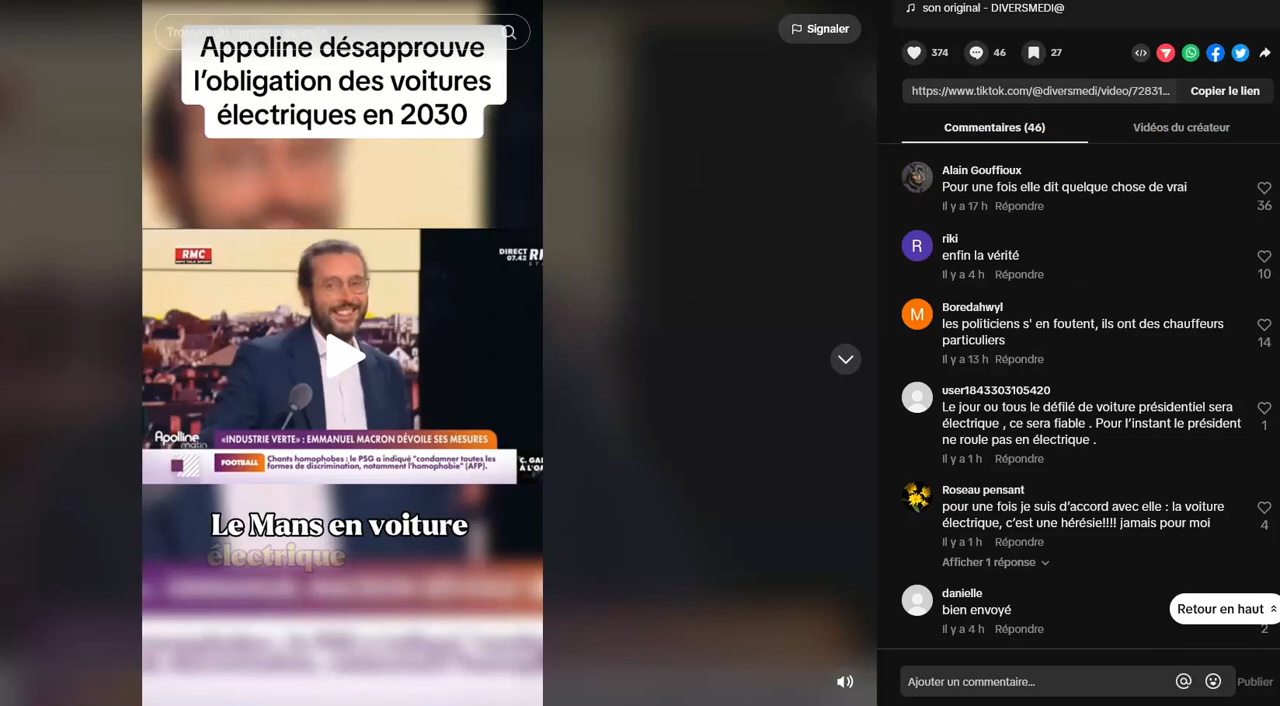 Appoline désapprouve
l’obligation des voitures
électriques en 2030
Signaler
RMC
DIRECT
07.42
Apolline
matin
«INDUSTRIE VERTE» : EMMANUEL MACRON DÉVOILE SES MESURES
FOOTBALL
Chants homophobes : le PSG a indiqué "condamner toutes les
formes de discrimination, notamment l'homophobie" (AFP).
Le Mans en voiture
électrique
son original - DIVERSMEDI@
374
46
27
https://www.tiktok.com/@diversmedi/video/72831...
Copier le lien
Commentaires (46)
Vidéos du créateur
Alain Gouffioux
Pour une fois elle dit quelque chose de vrai
Il y a 17 h Répondre
36
riki
enfin la vérité
Il y a 4 h Répondre
10
Boredahwyl
les politiciens s' en foutent, ils ont des chauffeurs
particuliers
Il y a 13 h Répondre
14
user1843303105420
Le jour ou tous le défilé de voiture présidentiel sera
électrique , ce sera fiable . Pour l’instant le président
ne roule pas en électrique .
Il y a 1 h Répondre
1
Roseau pensant
pour une fois je suis d’accord avec elle : la voiture
électrique, c’est une hérésie!!!! jamais pour moi
Il y a 1 h Répondre
4
Afficher 1 réponse
danielle
bien envoyé
Il y a 4 h Répondre
2
Retour en haut
Ajouter un commentaire...
Publier
R
M